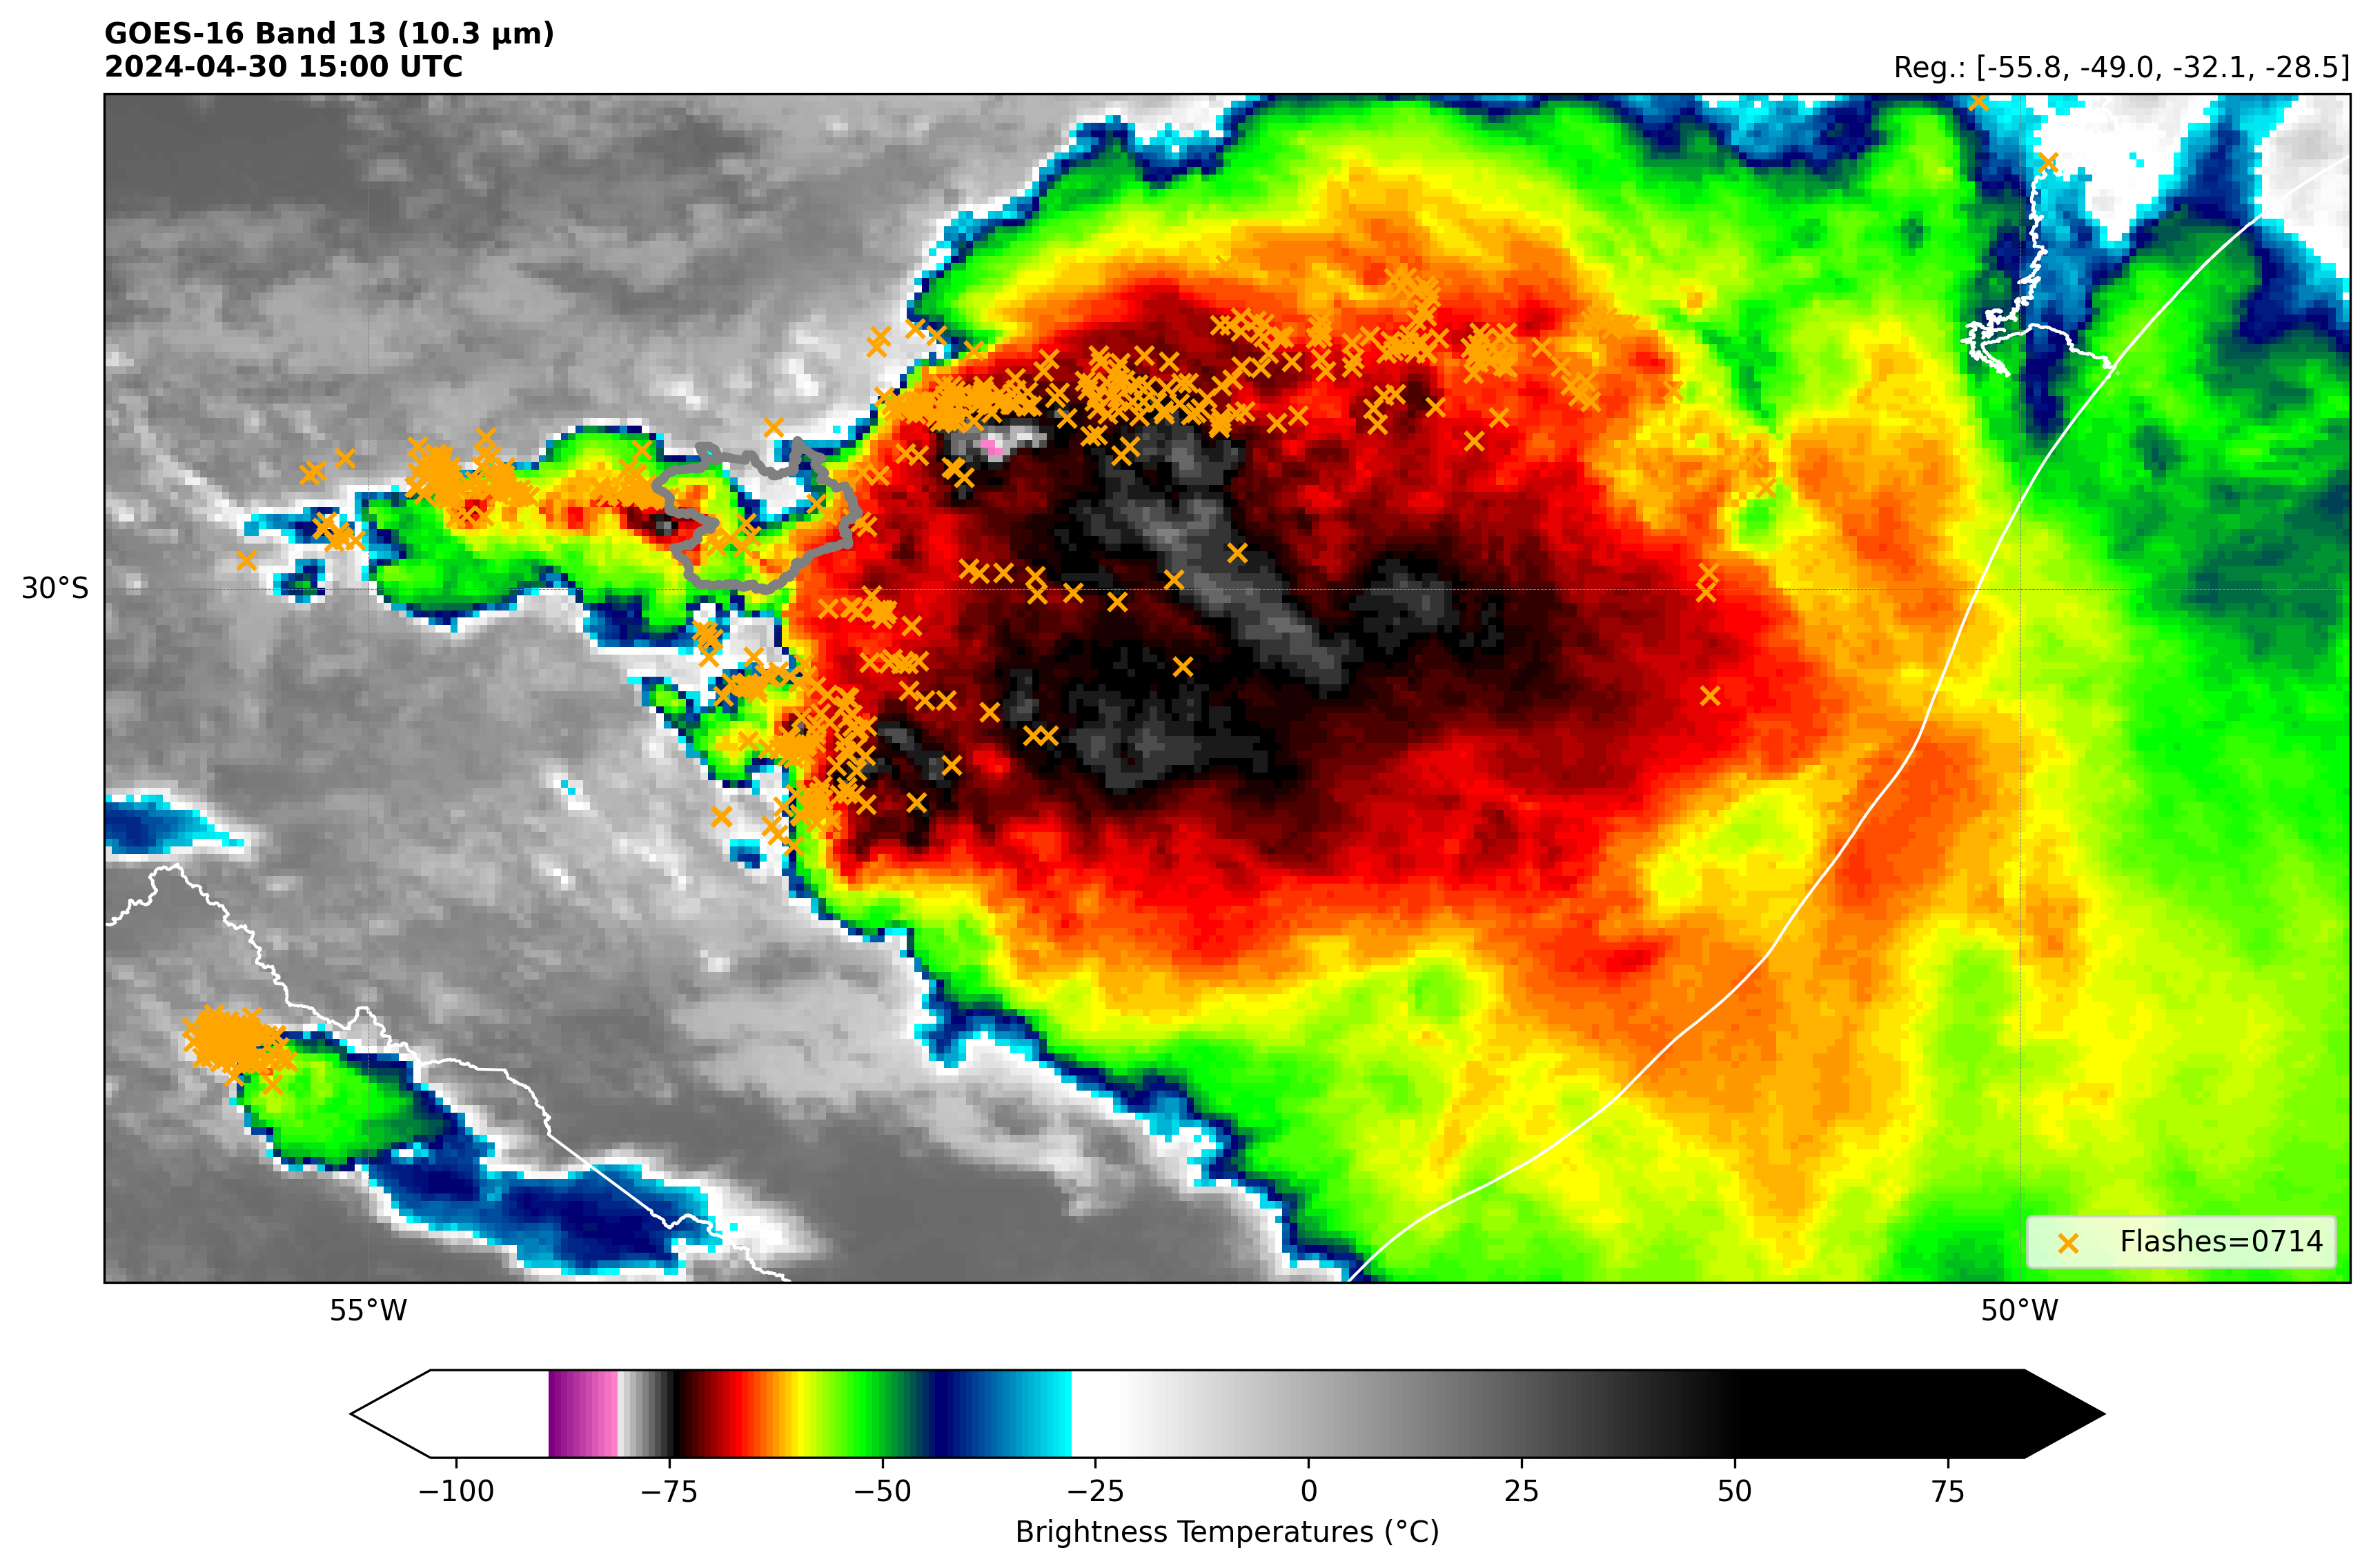 GOES-16 Band 13 (10.3 μm)
2024-04-30 15:00 UTC
Reg.: [-55.8, -49.0, -32.1, -28.5]
30°S
Flashes=0714
55°W
50°W
−100
−75
−50
−25
0
25
50
75
Brightness Temperatures (°C)